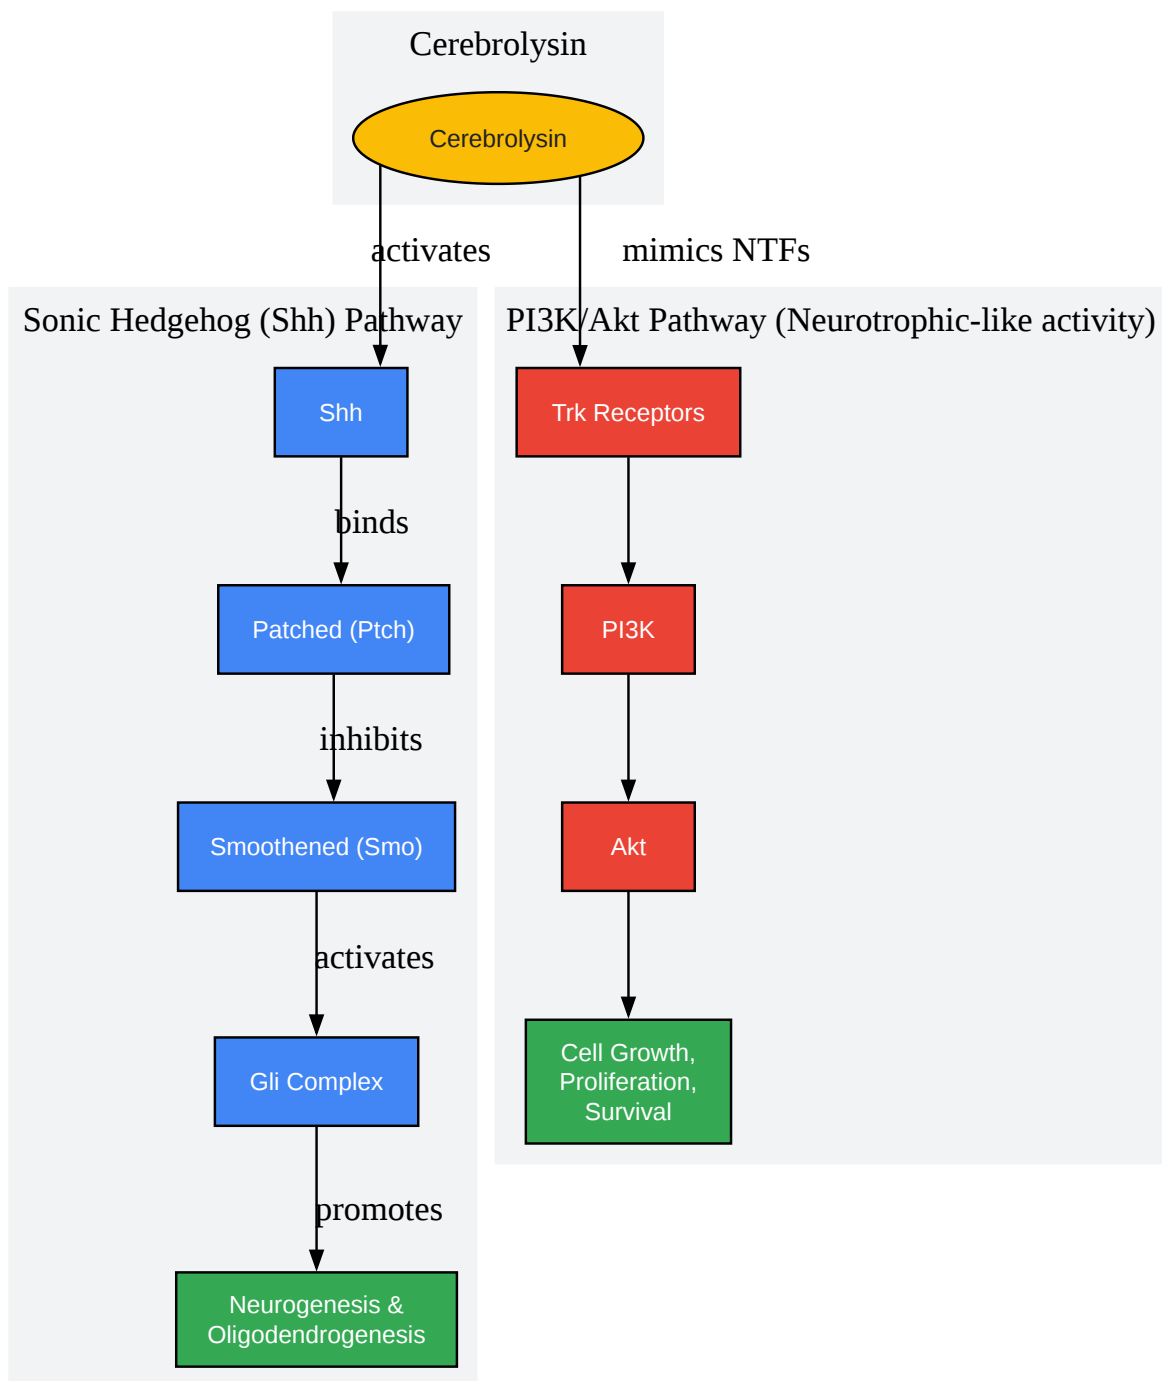 Cerebrolysin
Cerebrolysin
activates
mimics NTFs
Sonic Hedgehog (Shh) Pathway
Shh
binds
Patched (Ptch)
inhibits
Smoothened (Smo)
activates
Gli Complex
promotes
Neurogenesis &
Oligodendrogenesis
PI3K/Akt Pathway (Neurotrophic-like activity)
Trk Receptors
PI3K
Akt
Cell Growth,
Proliferation,
Survival